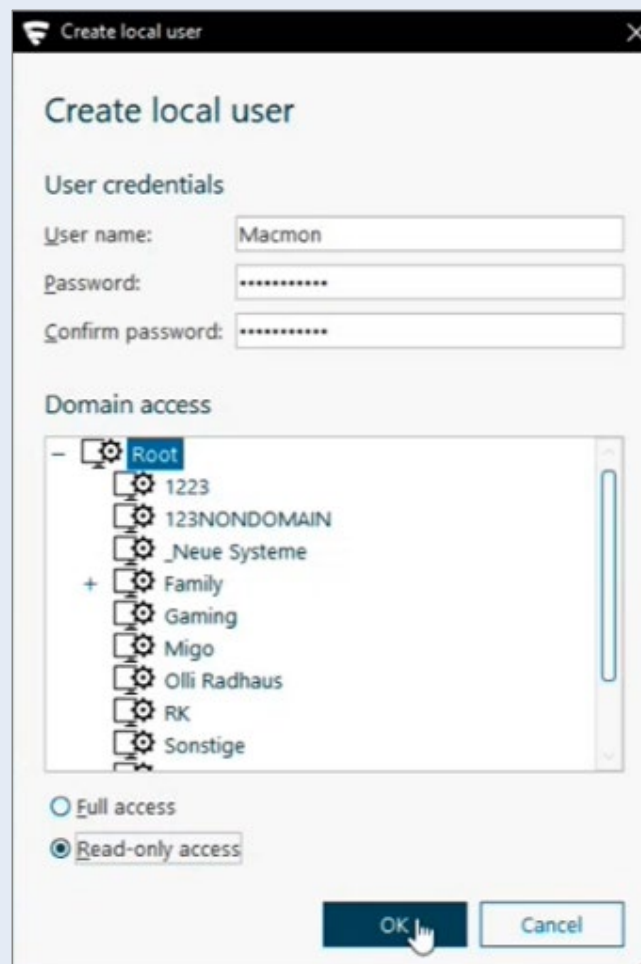 Create local user
Create local user
User credentials
User name: Macmon
Password: •••••••••••
Confirm password: •••••••••••
Domain access
Root
1223
123NONDOMAIN
_Neue Systeme
Family
Gaming
Migo
Olli Radhaus
RK
Sonstige
Full access
Read-only access
OK Cancel